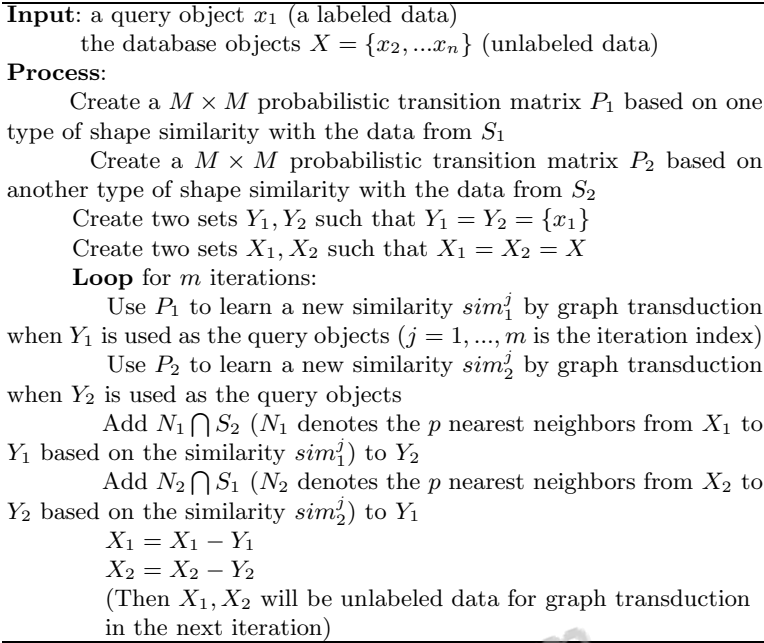 Input: a query object x₁ (a labeled data)
the database objects X = {x₂, ...xₙ} (unlabeled data)
Process:
Create a M × M probabilistic transition matrix P₁ based on one
type of shape similarity with the data from S₁
Create a M × M probabilistic transition matrix P₂ based on
another type of shape similarity with the data from S₂
Create two sets Y₁, Y₂ such that Y₁ = Y₂ = {x₁}
Create two sets X₁, X₂ such that X₁ = X₂ = X
Loop for m iterations:
Use P₁ to learn a new similarity sim₁ʲ by graph transduction
when Y₁ is used as the query objects (j = 1, ..., m is the iteration index)
Use P₂ to learn a new similarity sim₂ʲ by graph transduction
when Y₂ is used as the query objects
Add N₁ ⋂ S₂ (N₁ denotes the p nearest neighbors from X₁ to
Y₁ based on the similarity sim₁ʲ) to Y₂
Add N₂ ⋂ S₁ (N₂ denotes the p nearest neighbors from X₂ to
Y₂ based on the similarity sim₂ʲ) to Y₁
X₁ = X₁ − Y₁
X₂ = X₂ − Y₂
(Then X₁, X₂ will be unlabeled data for graph transduction
in the next iteration)